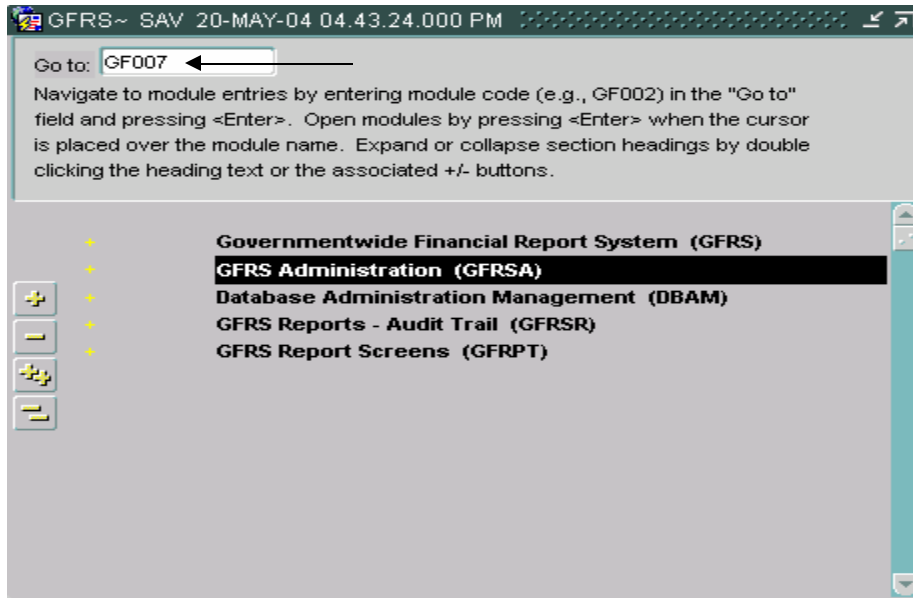 GFRS~ SAV 20-MAY-04 04.43.24.000 PM
Go to: GF007
Navigate to module entries by entering module code (e.g., GF002) in the "Go to"
field and pressing <Enter>. Open modules by pressing <Enter> when the cursor
is placed over the module name. Expand or collapse section headings by double
clicking the heading text or the associated +/- buttons.
+ Governmentwide Financial Report System (GFRS)
+ GFRS Administration (GFRSA)
+ Database Administration Management (DBAM)
+ GFRS Reports - Audit Trail (GFRSR)
+ GFRS Report Screens (GFRPT)